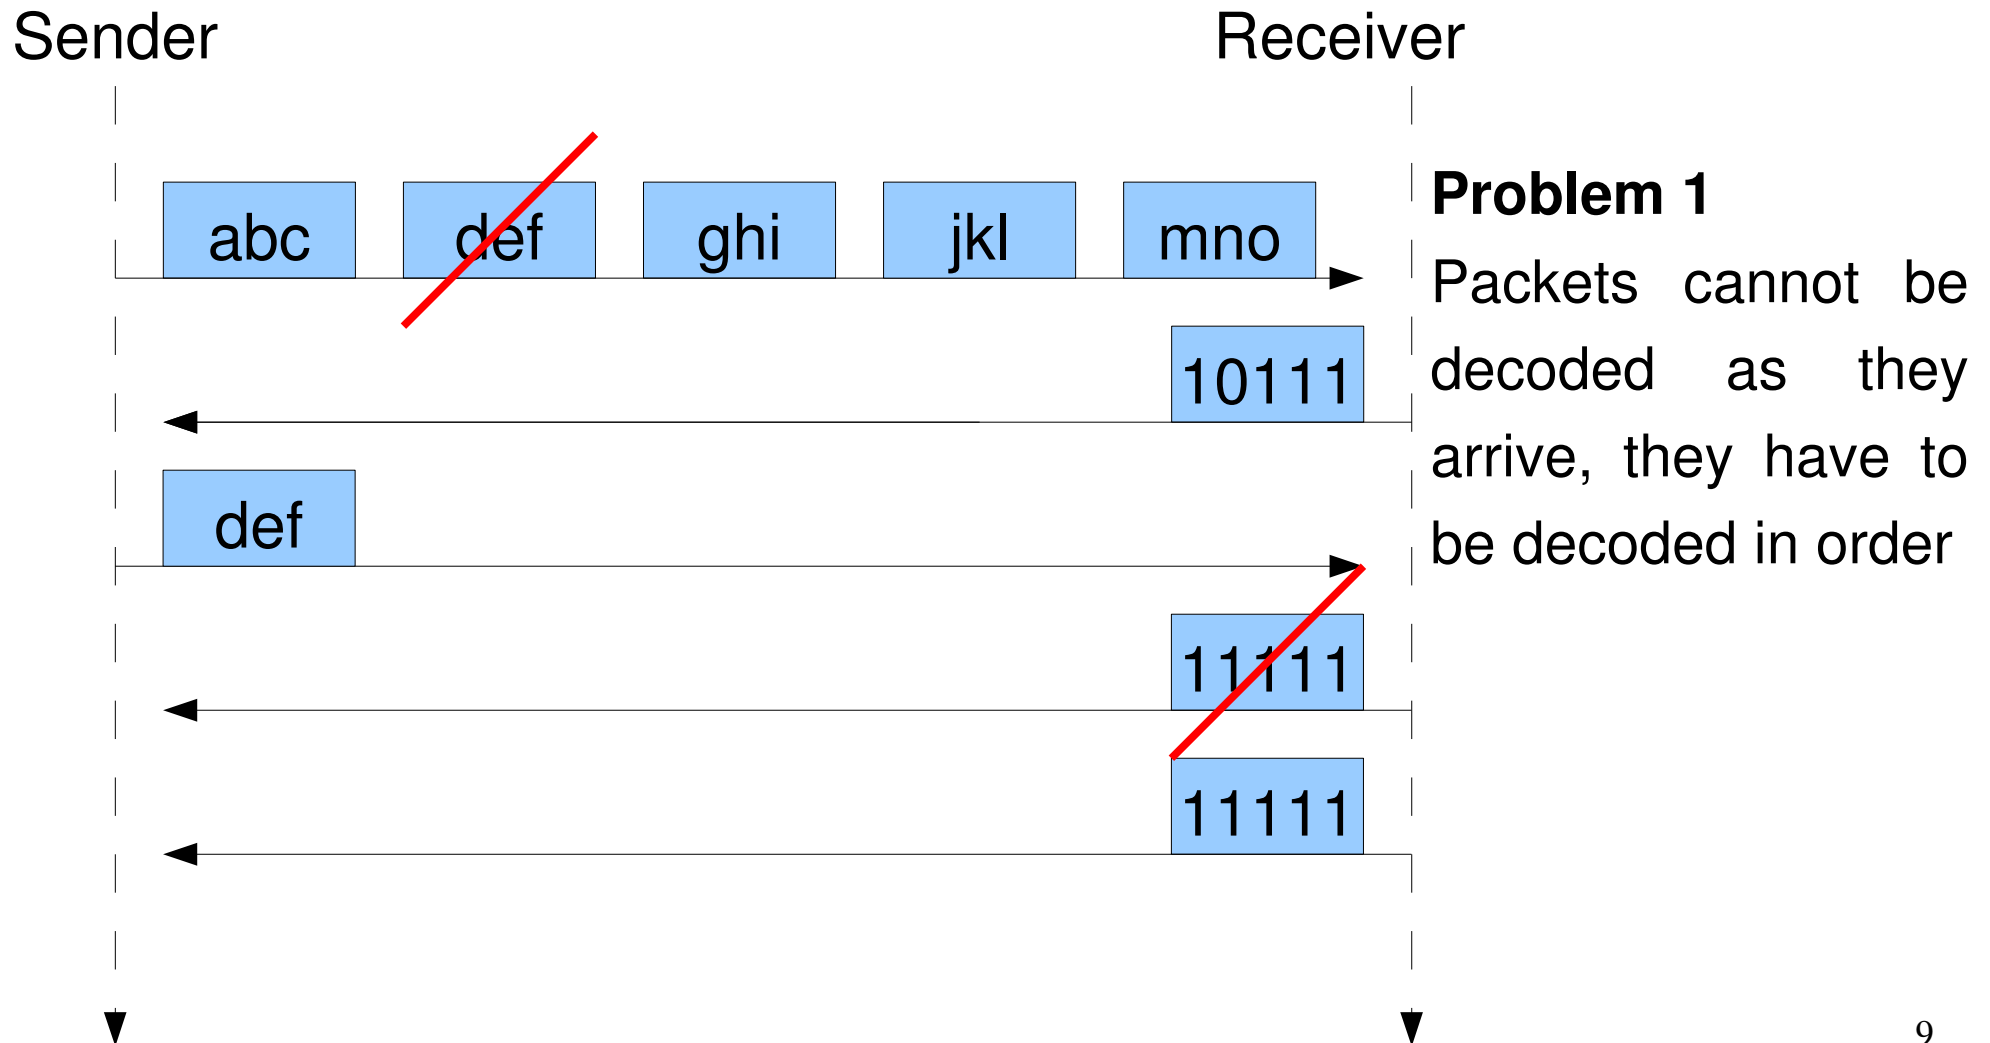 Sender Receiver
abc def ghi jkl mno
10111
def
11111
11111
Problem 1
Packets cannot be
decoded as they
arrive, they have to
be decoded in order
9